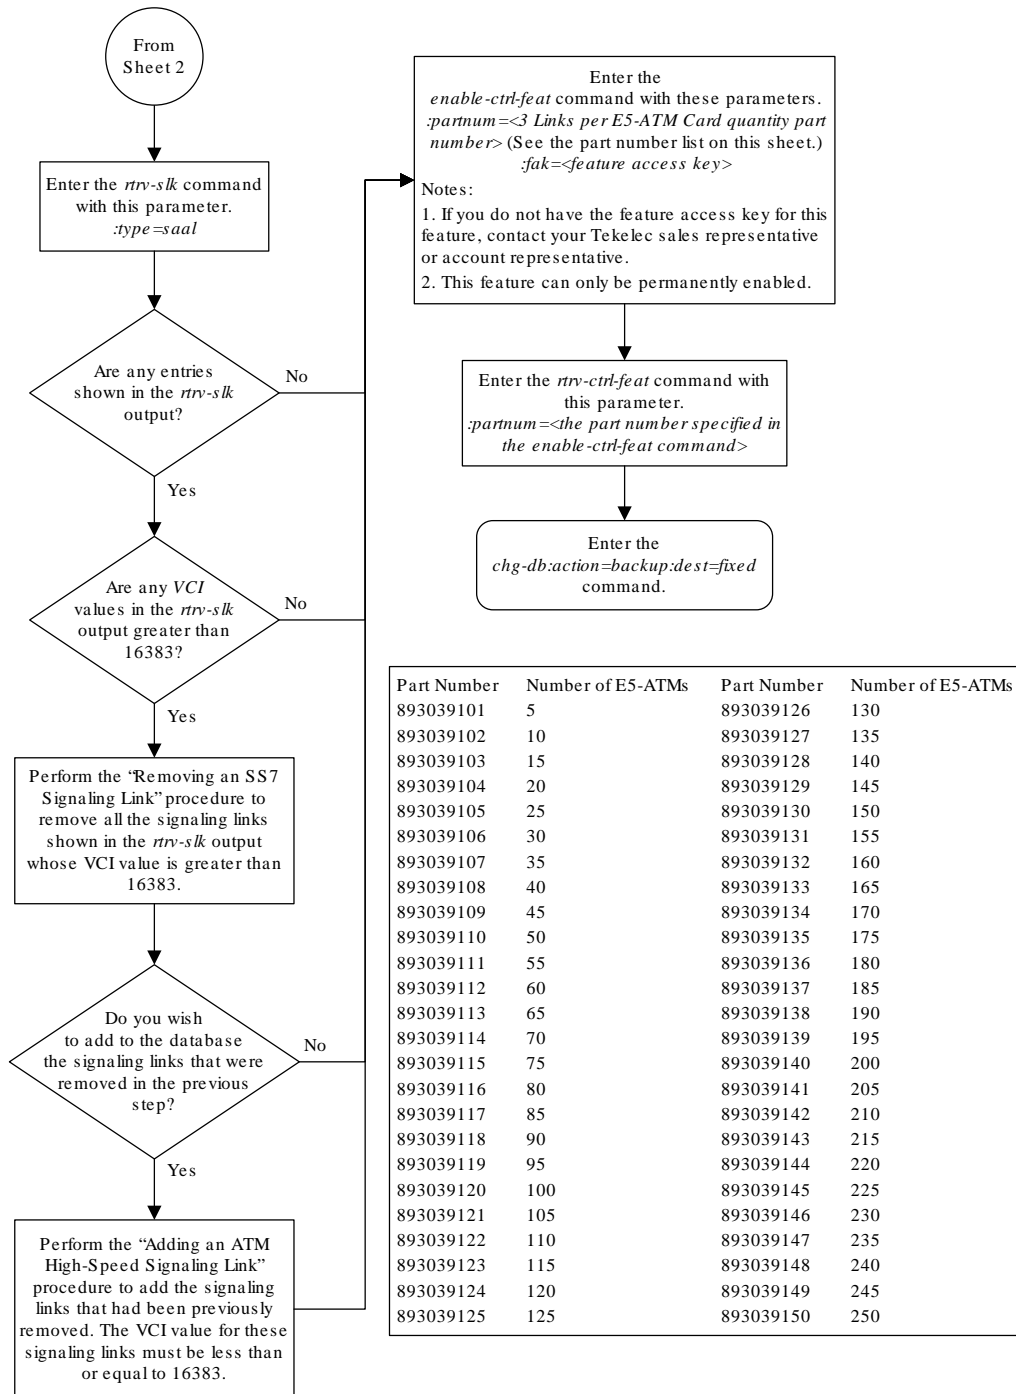 From
Sheet 2
Enter the rtrv-slk command
with this parameter.
:type=saal
Are any entries
shown in the rtrv-slk
output?
No
Yes
Are any VCI
values in the rtrv-slk
output greater than
16383?
No
Yes
Perform the “Removing an SS7
Signaling Link” procedure to
remove all the signaling links
shown in the rtrv-slk output
whose VCI value is greater than
16383.
Do you wish
to add to the database
the signaling links that were
removed in the previous
step?
No
Yes
Perform the “Adding an ATM
High-Speed Signaling Link”
procedure to add the signaling
links that had been previously
removed. The VCI value for these
signaling links must be less than
or equal to 16383.
Enter the
enable-ctrl-feat command with these parameters.
:partnum=<3 Links per E5-ATM Card quantity part
number> (See the part number list on this sheet.)
:fak=<feature access key>
Notes:
1. If you do not have the feature access key for this
feature, contact your Tekelec sales representative
or account representative.
2. This feature can only be permanently enabled.
Enter the rtrv-ctrl-feat command with
this parameter.
:partnum=<the part number specified in
the enable-ctrl-feat command>
Enter the
chg-db:action=backup:dest=fixed
command.
Part Number Number of E5-ATMs Part Number Number of E5-ATMs
893039101 5 893039126 130
893039102 10 893039127 135
893039103 15 893039128 140
893039104 20 893039129 145
893039105 25 893039130 150
893039106 30 893039131 155
893039107 35 893039132 160
893039108 40 893039133 165
893039109 45 893039134 170
893039110 50 893039135 175
893039111 55 893039136 180
893039112 60 893039137 185
893039113 65 893039138 190
893039114 70 893039139 195
893039115 75 893039140 200
893039116 80 893039141 205
893039117 85 893039142 210
893039118 90 893039143 215
893039119 95 893039144 220
893039120 100 893039145 225
893039121 105 893039146 230
893039122 110 893039147 235
893039123 115 893039148 240
893039124 120 893039149 245
893039125 125 893039150 250